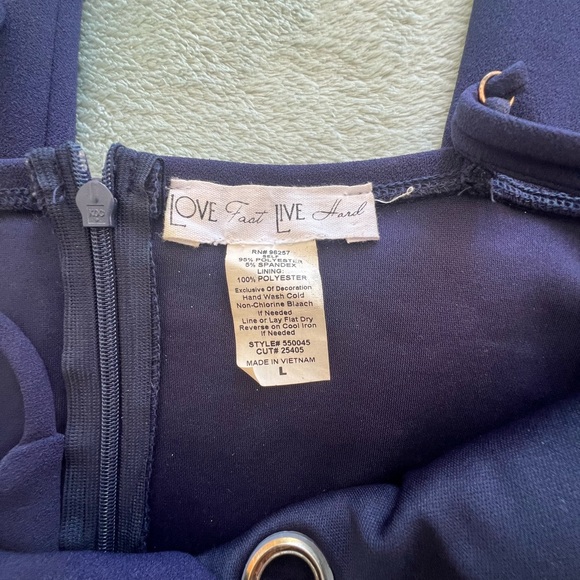 LOVE Fast LIVE Hard
RN# 96257
SELF
95% POLYESTER
5% SPANDEX
LINING:
100% POLYESTER
Exclusive Of Decoration
Hand Wash Cold
Non-Chlorine Bleach
If Needed
Line or Lay Flat Dry
Reverse on Cool Iron
If Needed
STYLE# 550045
CUT# 25405
MADE IN VIETNAM
L